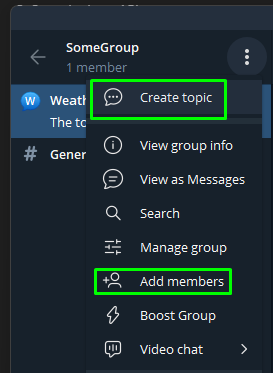 SomeGroup
1 member
Create topic
W Weath
The to
# Gener
View group info
View as Messages
Search
Manage group
Add members
Boost Group
Video chat